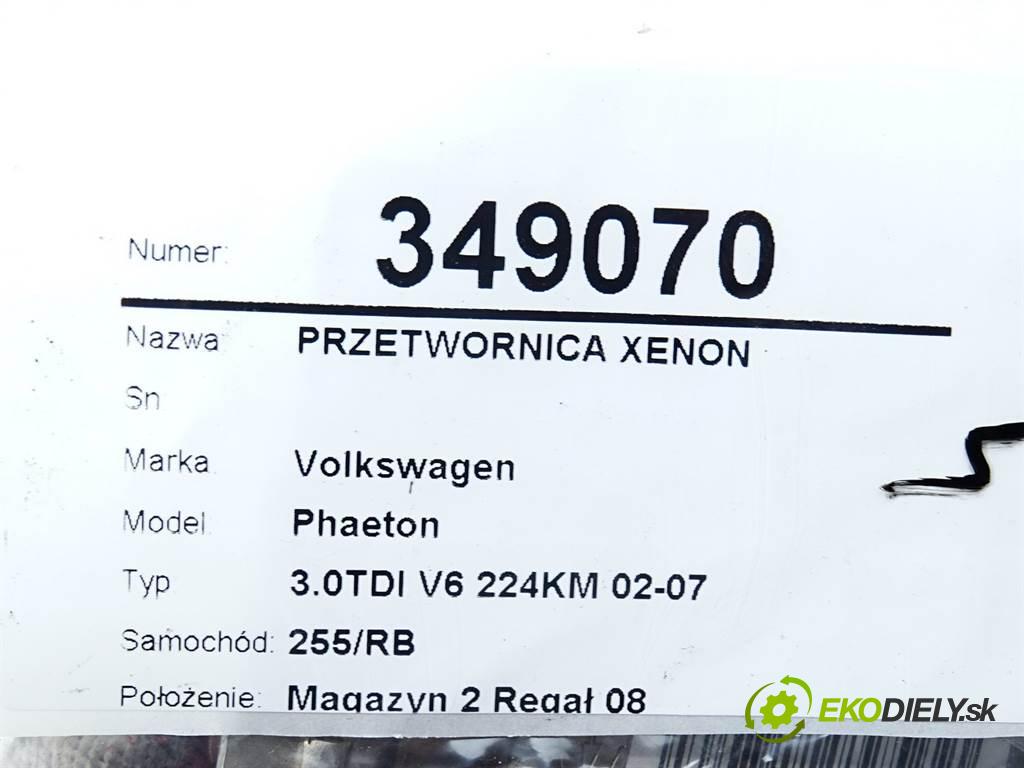 Numer: 349070
Nazwa PRZETWORNICA XENON
Sn
Marka Volkswagen
Model Phaeton
Typ 3.0TDI V6 224KM 02-07
Samochód: 255/RB
Położenie: Magazyn 2 Regał 08
EKODIELY.sk